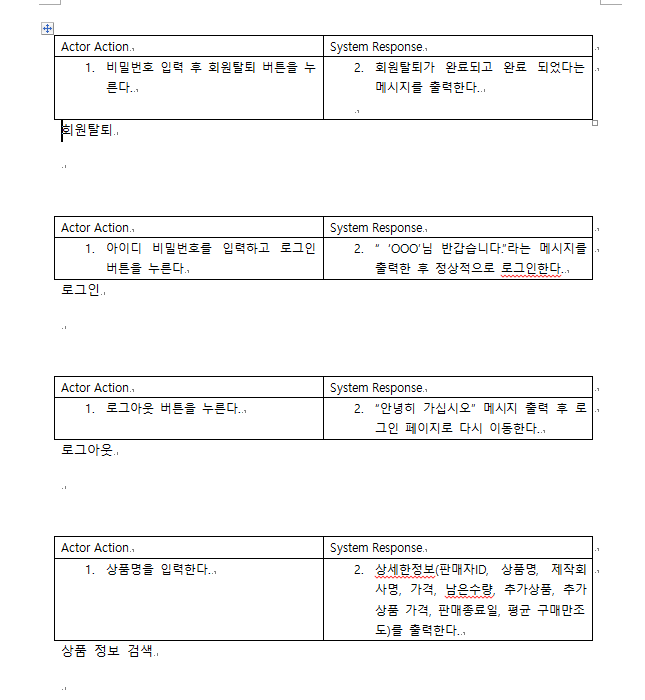 Actor Action
System Response
1. 비밀번호 입력 후 회원탈퇴 버튼을 누
른다.
2. 회원탈퇴가 완료되고 완료 되었다는
메시지를 출력한다.
회원탈퇴
Actor Action
System Response
1. 아이디 비밀번호를 입력하고 로그인
버튼을 누른다.
2. “ ‘OOO’님 반갑습니다.”라는 메시지를
출력한 후 정상적으로 로그인한다.
로그인
Actor Action
System Response
1. 로그아웃 버튼을 누른다.
2. “안녕히 가십시오” 메시지 출력 후 로
그인 페이지로 다시 이동한다.
로그아웃
Actor Action
System Response
1. 상품명을 입력한다.
2. 상세한정보(판매자ID, 상품명, 제작회
사명, 가격, 남은수량, 추가상품, 추가
상품 가격, 판매종료일, 평균 구매만조
도)를 출력한다.
상품 정보 검색